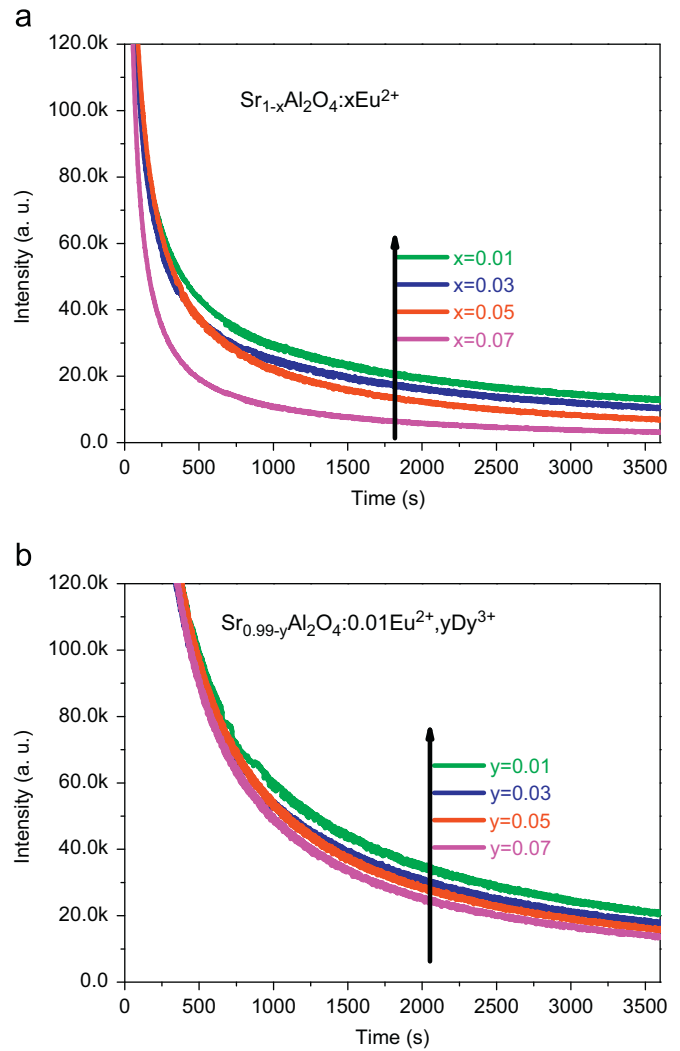 a
120.0k
Sr1-xAl2O4:xEu2+
100.0k
80.0k
60.0k
x=0.01
x=0.03
40.0k
x=0.05
x=0.07
20.0k
0.0
Intensity (a. u.)
0 500 1000 1500 2000 2500 3000 3500
Time (s)
b
120.0k
Sr0.99-yAl2O4:0.01Eu2+,yDy3+
100.0k
80.0k
60.0k
y=0.01
y=0.03
y=0.05
40.0k
y=0.07
20.0k
0.0
Intensity (a. u.)
0 500 1000 1500 2000 2500 3000 3500
Time (s)